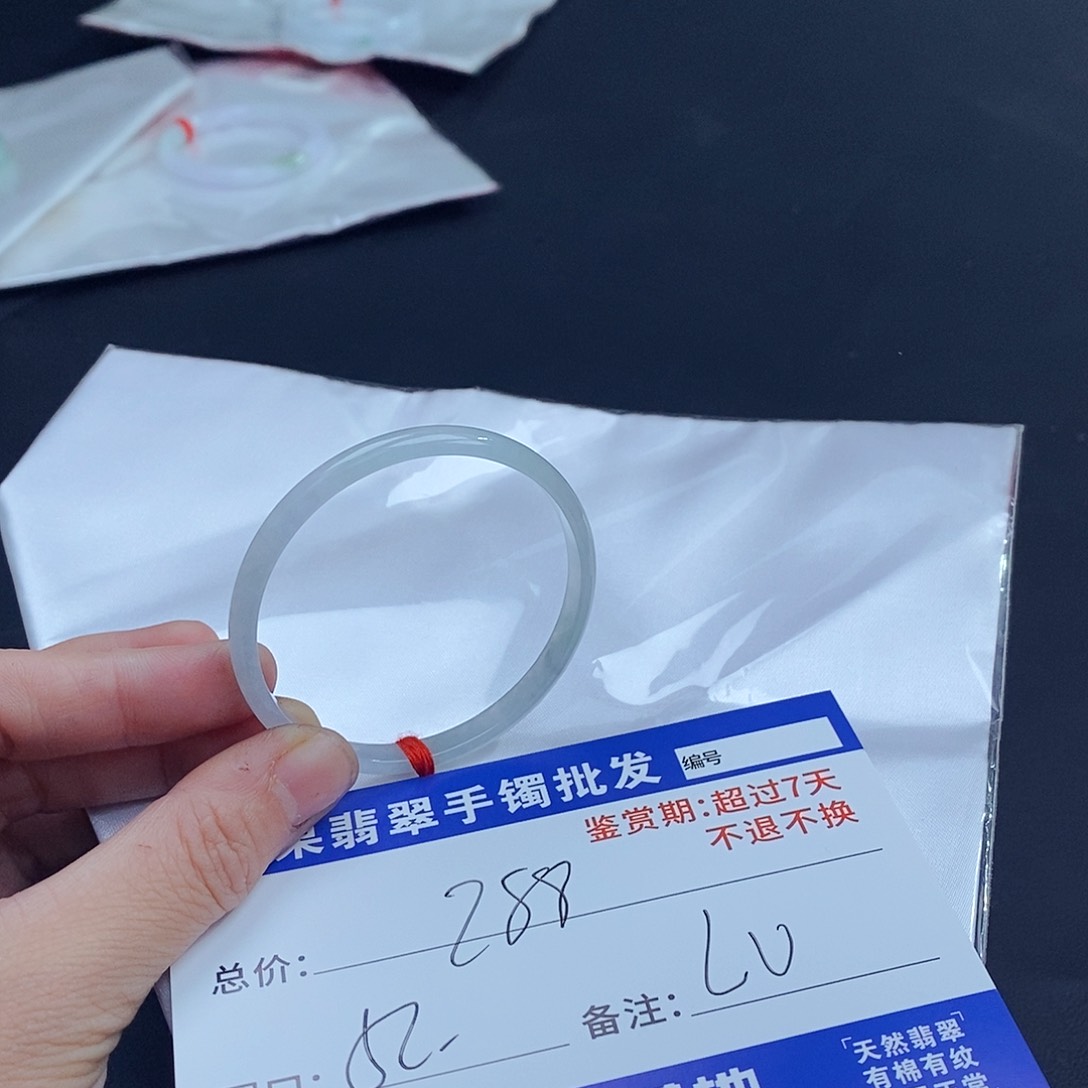 翡翠手镯批发 编号
鉴赏期:超过7天
不退不换
总价: 288
52-
备注: LU
「天然翡翠」
有棉有纹